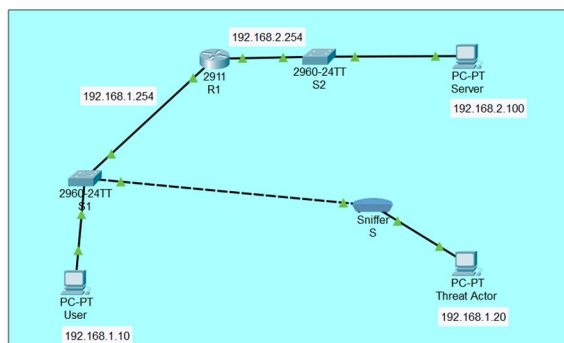 192.168.2.254
2911
R1
2960-24TT
S2
PC-PT
Server
192.168.2.100
192.168.1.254
2960-24TT
S1
Sniffer
S
PC-PT
Threat Actor
192.168.1.20
PC-PT
User
192.168.1.10